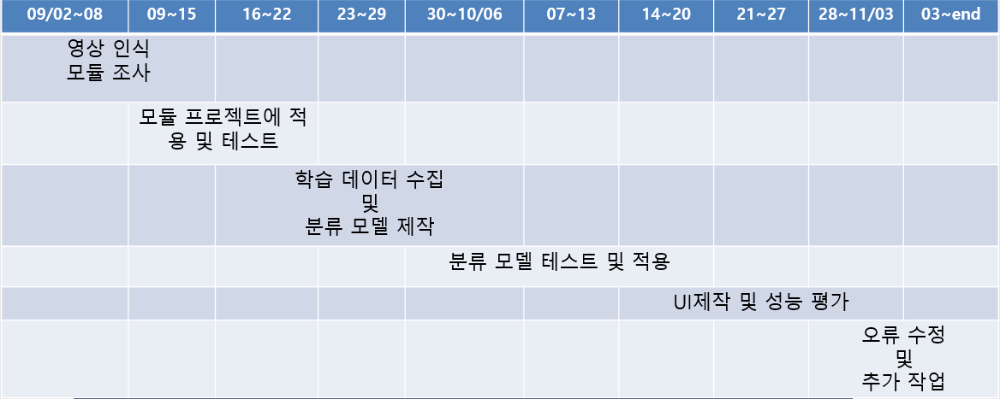 09/02~08 09~15 16~22 23~29 30~10/06 07~13 14~20 21~27 28~11/03 03~end
영상 인식
모듈 조사
모듈 프로젝트에 적
용 및 테스트
학습 데이터 수집
및
분류 모델 제작
분류 모델 테스트 및 적용
UI제작 및 성능 평가
오류 수정
및
추가 작업